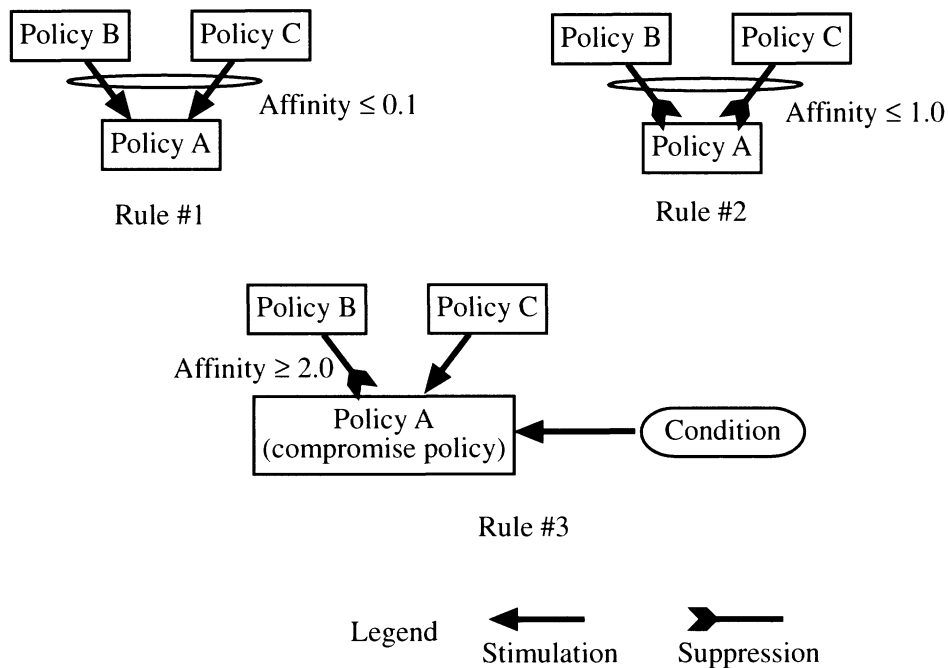 Policy B
Policy C
Affinity ≤ 0.1
Policy A
Rule #1
Policy B
Policy C
Affinity ≤ 1.0
Policy A
Rule #2
Policy B
Policy C
Affinity ≥ 2.0
Policy A
(compromise policy)
Condition
Rule #3
Legend
Stimulation
Suppression